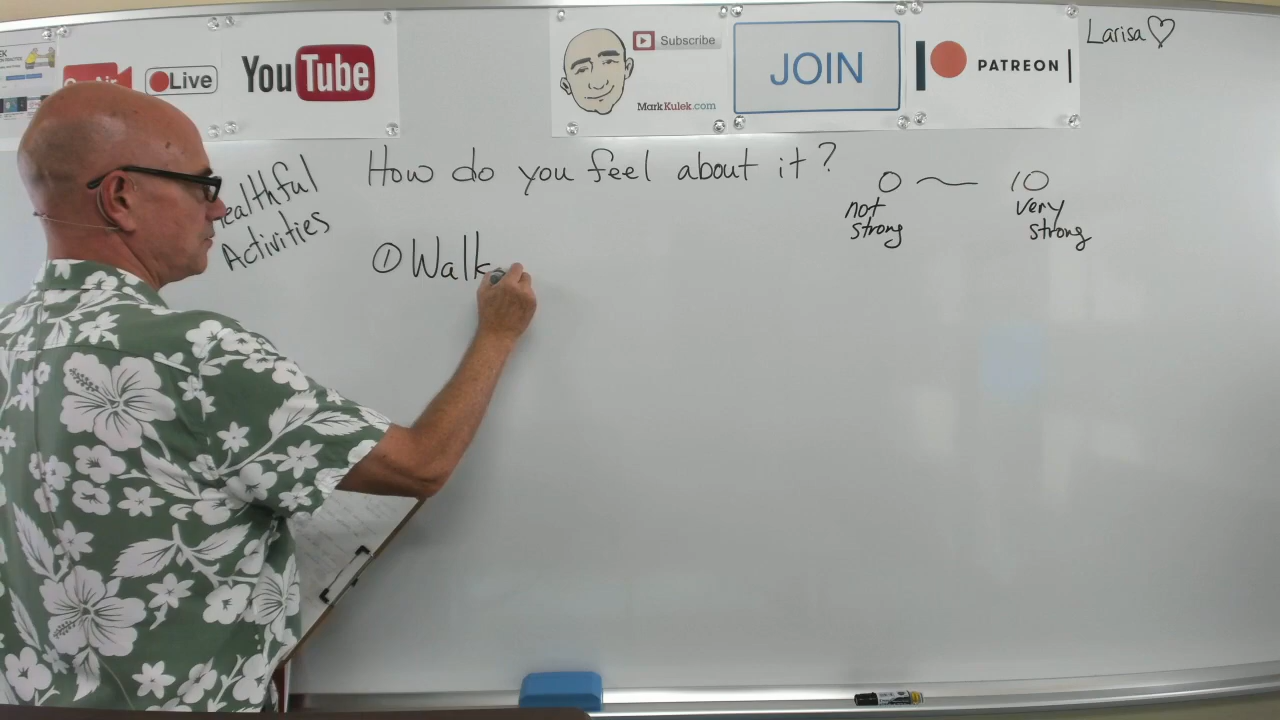 Live
YouTube
Subscribe
MarkKulek.com
JOIN
PATREON
Larisa♡
Activities
How do you feel about it?
0 ~ 10
not strong
very strong
① Walk